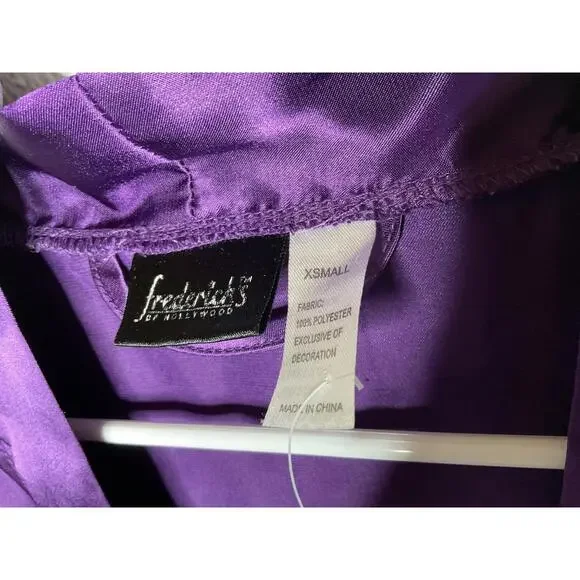 frederick's
OF HOLLYWOOD
XSMALL
FABRIC:
100% POLYESTER
EXCLUSIVE OF
DECORATION
MADE IN CHINA